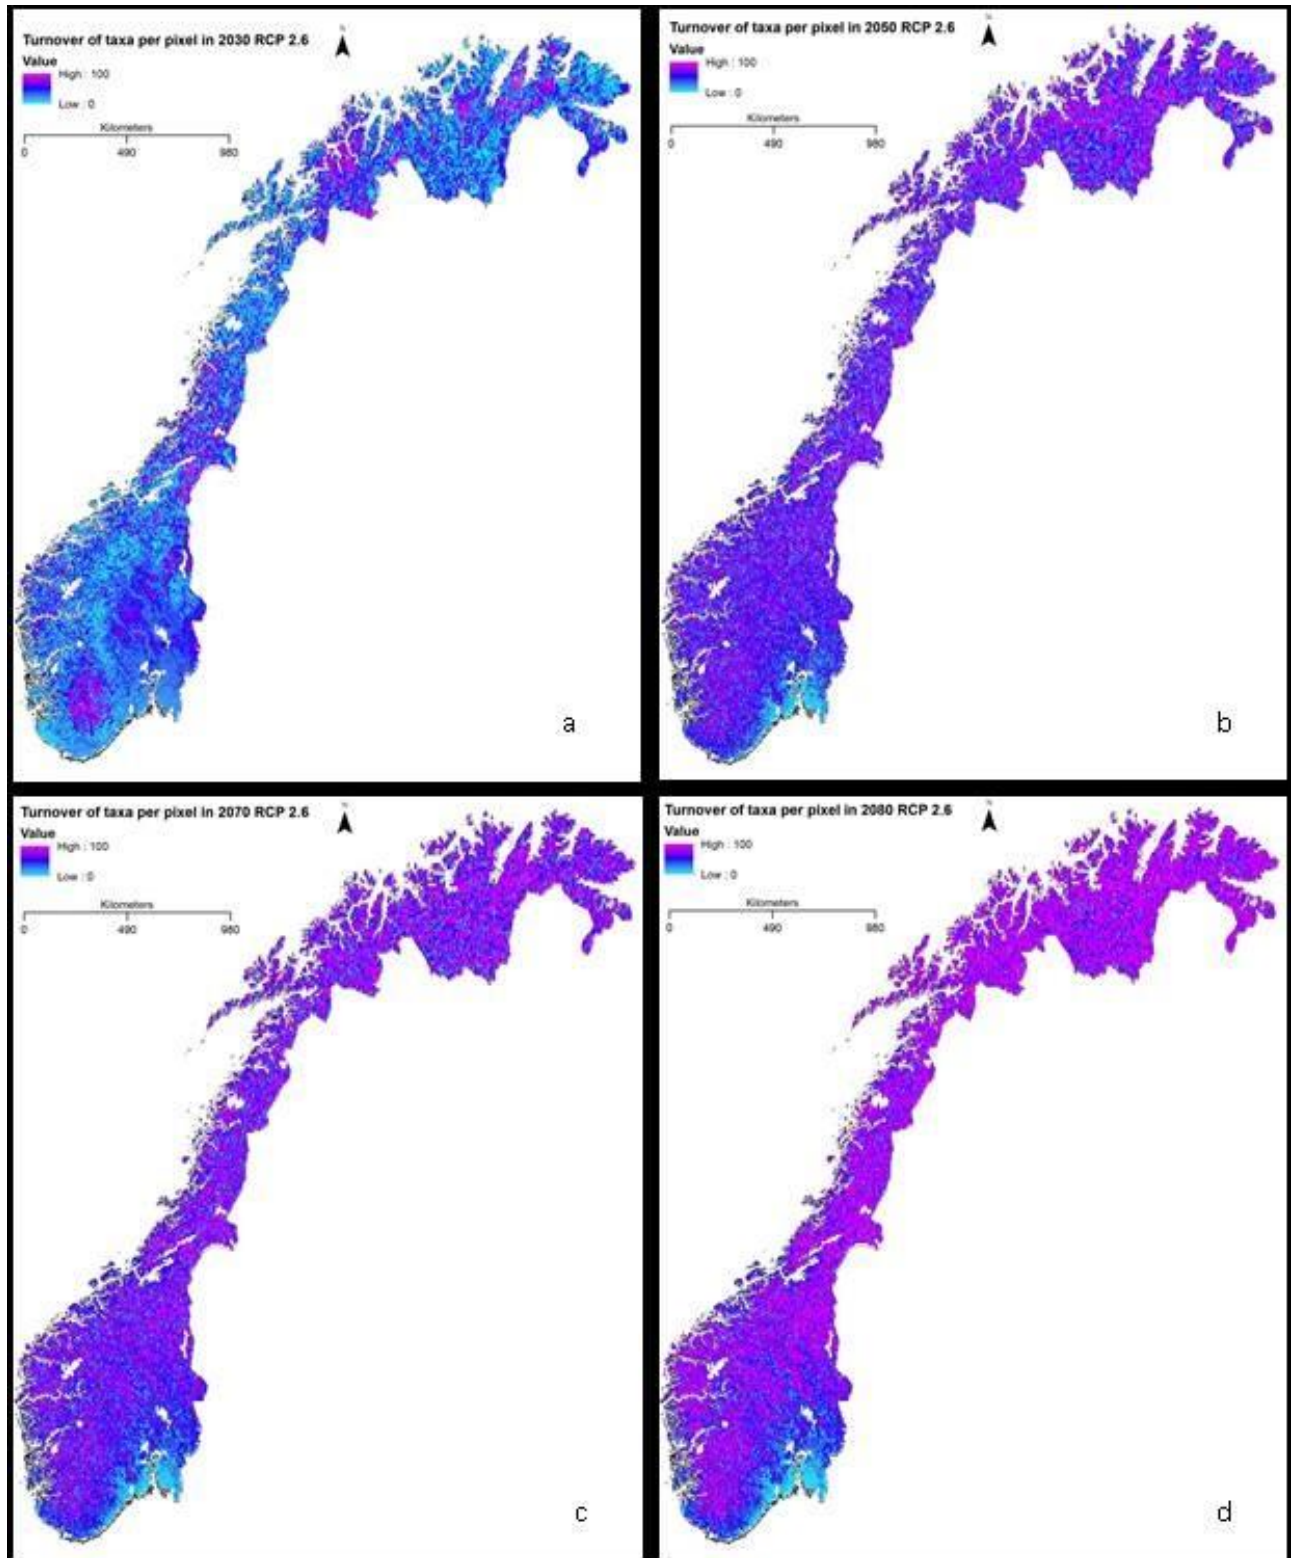 Turnover of taxa per pixel in 2030 RCP 2.6
N
Value
High : 100
Low : 0
Kilometers
0 490 980
a
Turnover of taxa per pixel in 2050 RCP 2.6
N
Value
High : 100
Low : 0
Kilometers
0 490 980
b
Turnover of taxa per pixel in 2070 RCP 2.6
N
Value
High : 100
Low : 0
Kilometers
0 490 980
c
Turnover of taxa per pixel in 2080 RCP 2.6
N
Value
High : 100
Low : 0
Kilometers
0 490 980
d